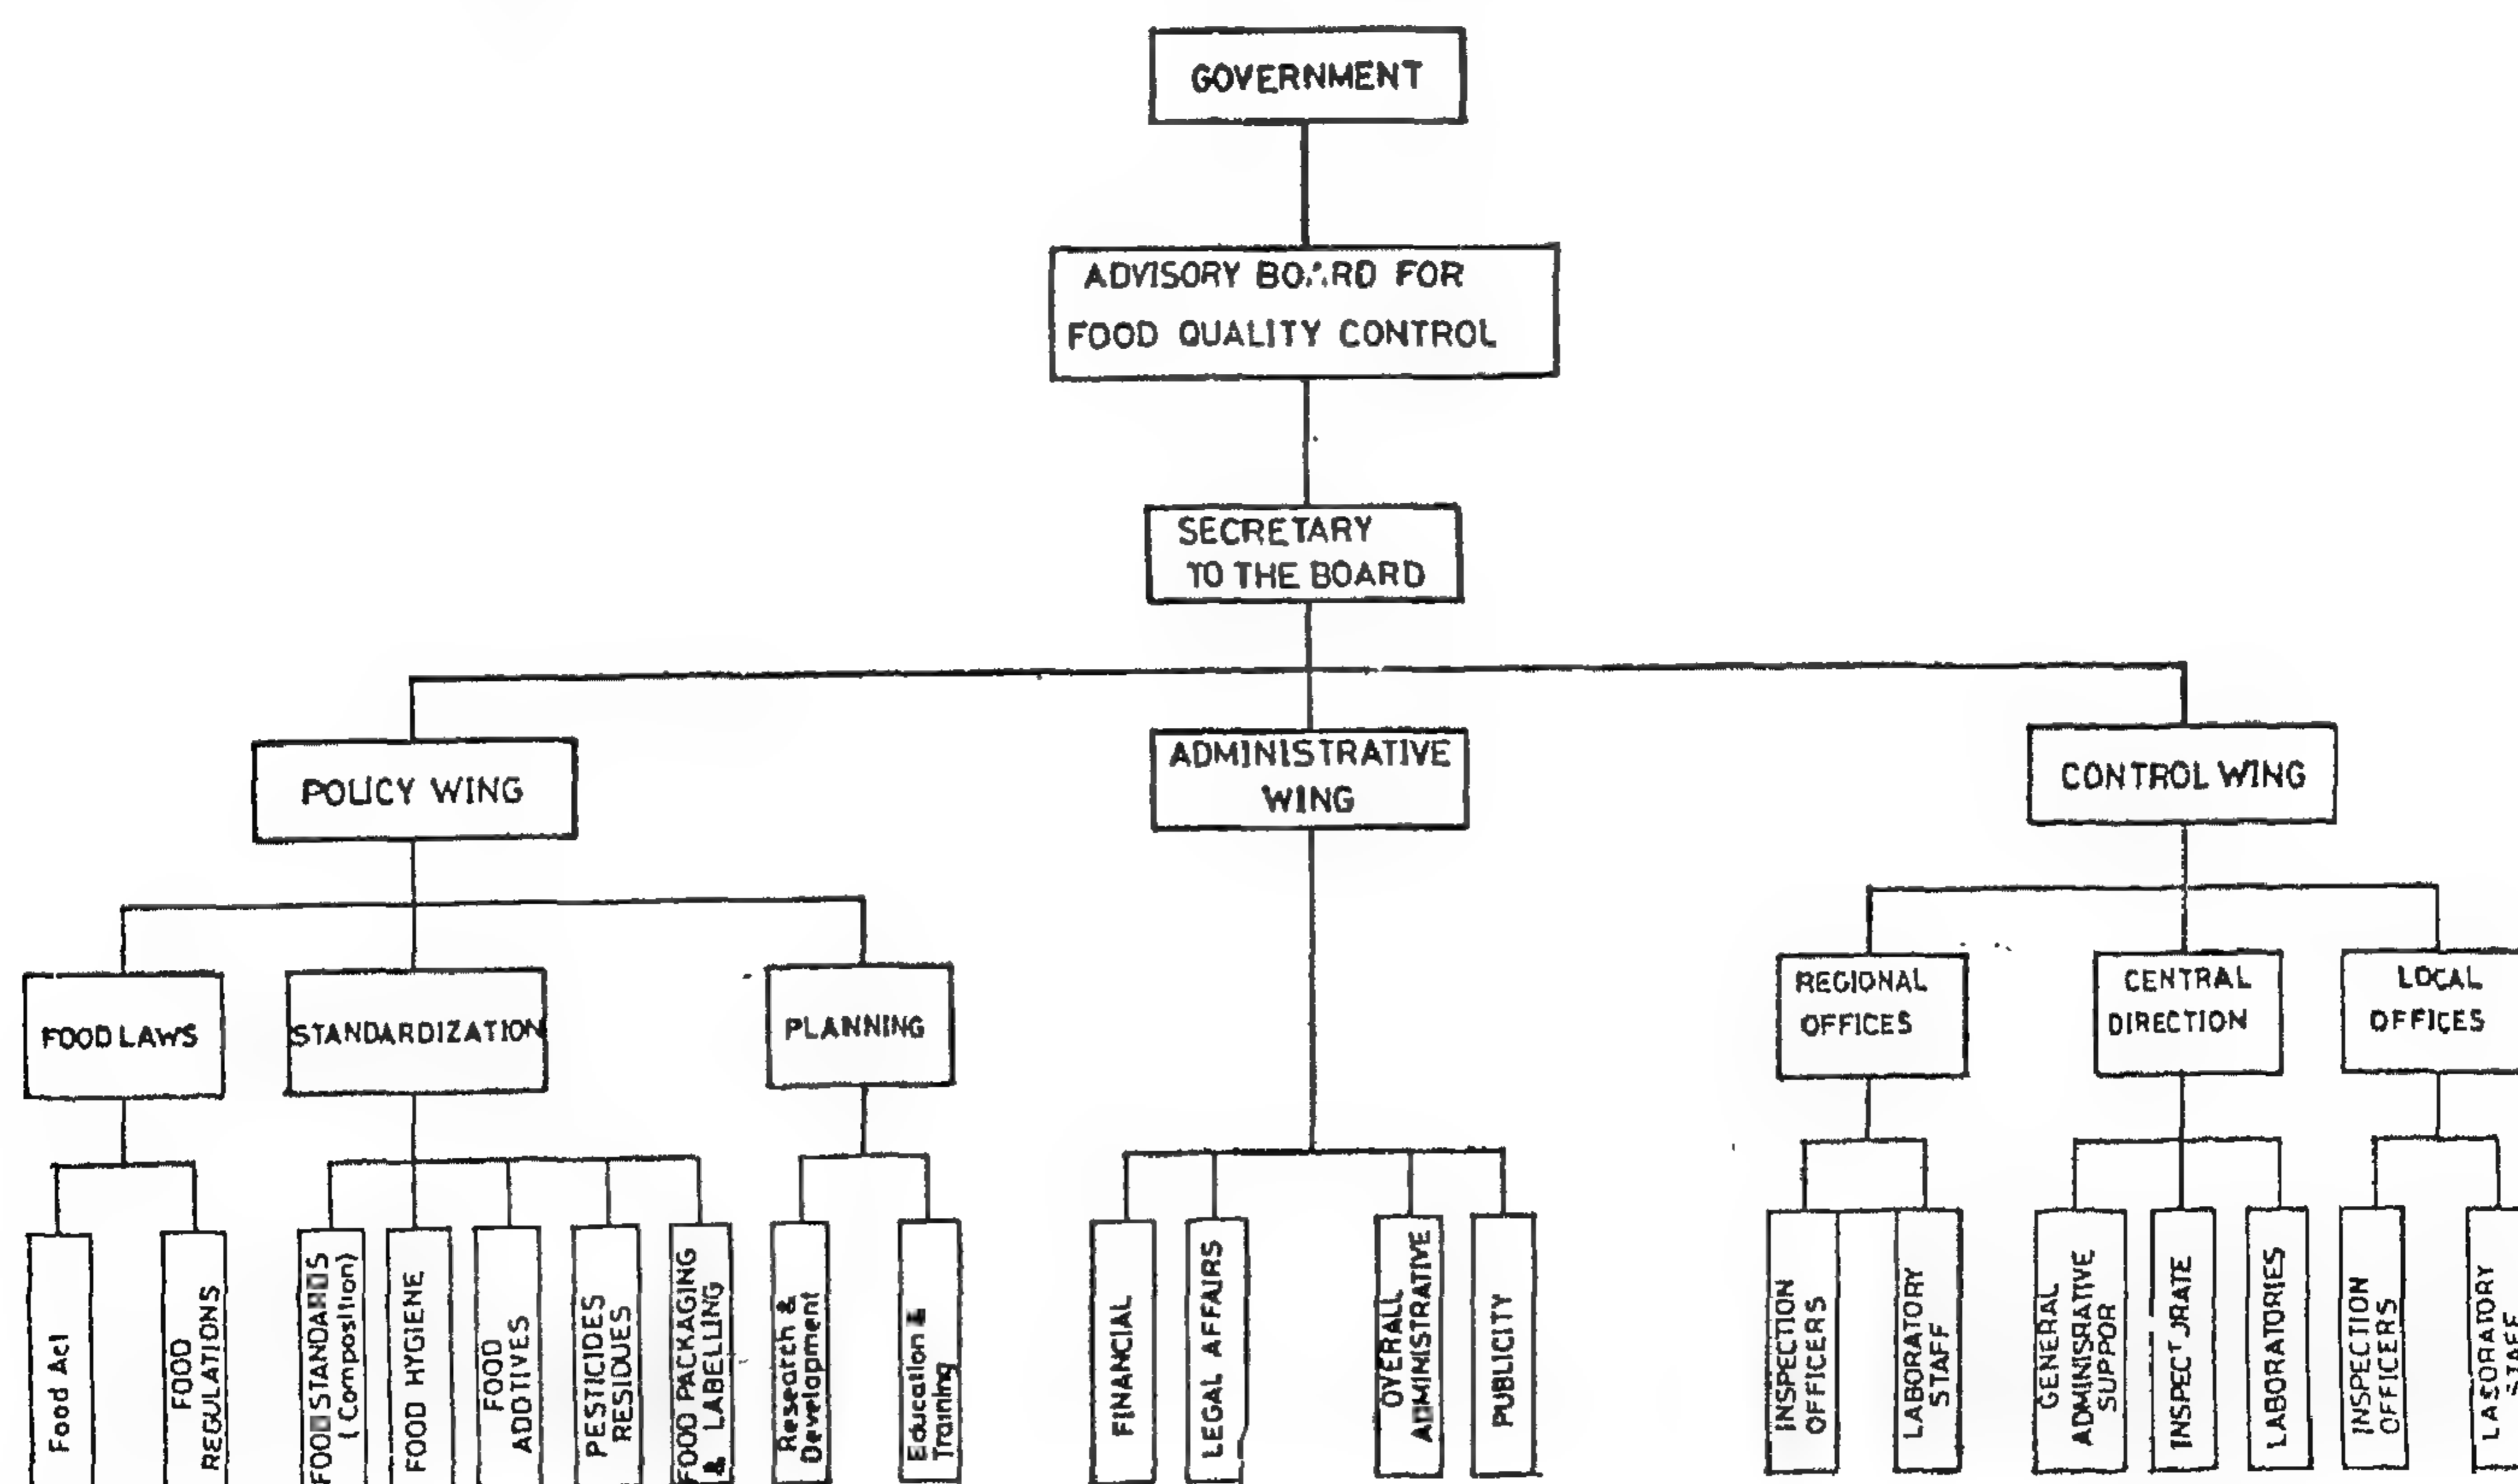 GOVERNMENT
ADVISORY BOARD FOR
FOOD QUALITY CONTROL
SECRETARY
TO THE BOARD
POLICY WING
ADMINISTRATIVE
WING
CONTROL WING
FOOD LAWS
STANDARDIZATION
PLANNING
REGIONAL
OFFICES
CENTRAL
DIRECTION
LOCAL
OFFICES
Food Act
FOOD
REGULATIONS
FOOD STANDARDS
(Composition)
FOOD HYGIENE
FOOD
ADDTIVES
PESTICIDES
RESIDUES
FOOD PACKAGING
& LABELLING
Research &
Development
Education &
Training
FINANCIAL
LEGAL AFFAIRS
OVERALL
ADMINISTRATIVE
PUBLICITY
INSPECTION
OFFICERS
LABORATORY
STAFF
GENERAL
ADMINISRATIVE
SUPPOR
INSPECTORATE
LABORATORIES
INSPECTION
OFFICERS
LABORATORY
STAFF